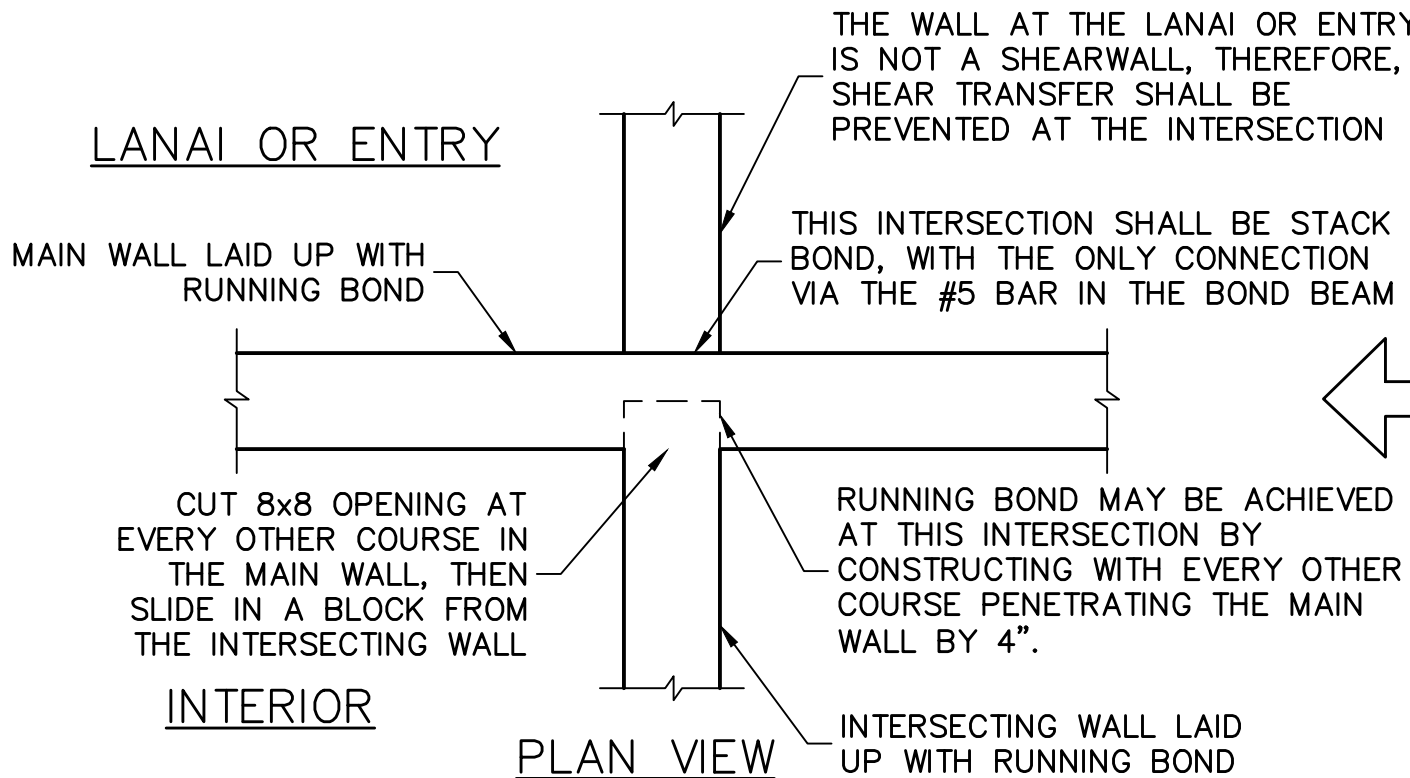 THE WALL AT THE LANAI OR ENTRY
IS NOT A SHEARWALL, THEREFORE,
SHEAR TRANSFER SHALL BE
PREVENTED AT THE INTERSECTION
LANAI OR ENTRY
THIS INTERSECTION SHALL BE STACK
BOND, WITH THE ONLY CONNECTION
VIA THE #5 BAR IN THE BOND BEAM
MAIN WALL LAID UP WITH
RUNNING BOND
CUT 8x8 OPENING AT
EVERY OTHER COURSE IN
THE MAIN WALL, THEN
SLIDE IN A BLOCK FROM
THE INTERSECTING WALL
RUNNING BOND MAY BE ACHIEVED
AT THIS INTERSECTION BY
CONSTRUCTING WITH EVERY OTHER
COURSE PENETRATING THE MAIN
WALL BY 4”.
INTERIOR
INTERSECTING WALL LAID
UP WITH RUNNING BOND
PLAN VIEW